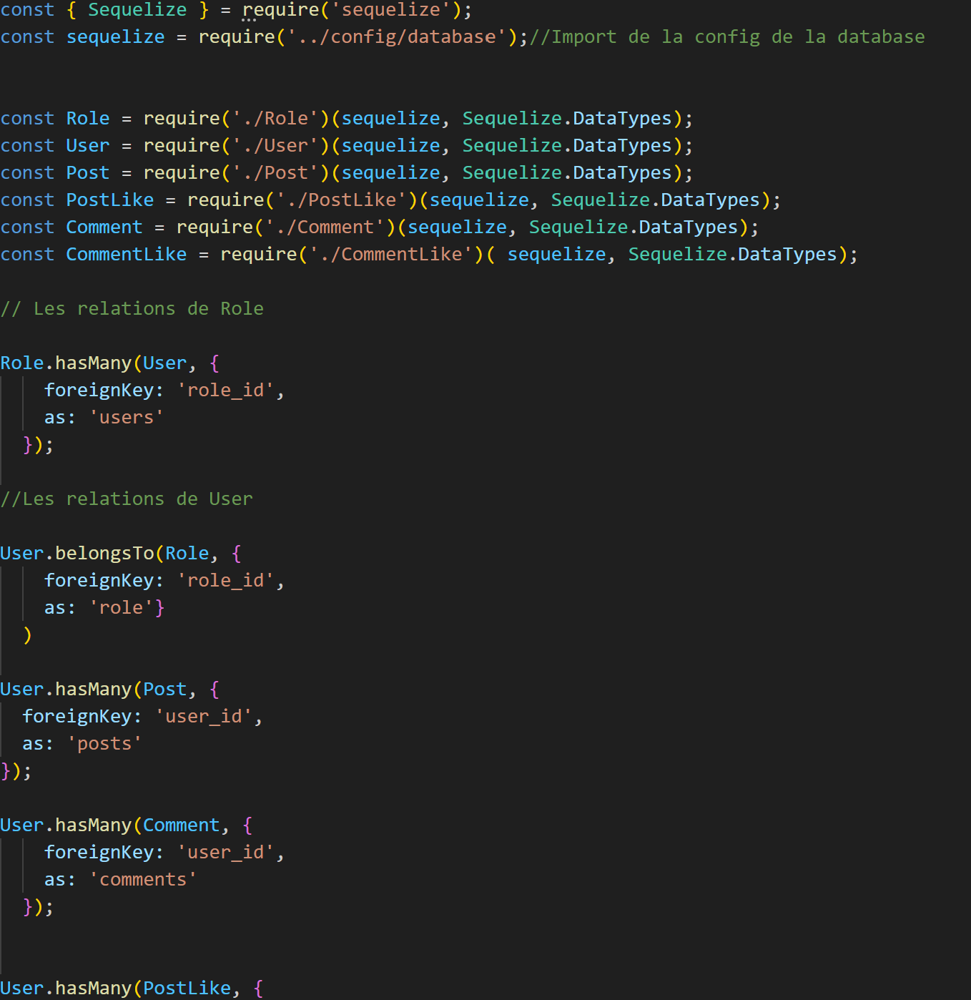 const { Sequelize } = require('sequelize');
const sequelize = require('../config/database');//Import de la config de la database
const Role = require('./Role')(sequelize, Sequelize.DataTypes);
const User = require('./User')(sequelize, Sequelize.DataTypes);
const Post = require('./Post')(sequelize, Sequelize.DataTypes);
const PostLike = require('./PostLike')(sequelize, Sequelize.DataTypes);
const Comment = require('./Comment')(sequelize, Sequelize.DataTypes);
const CommentLike = require('./CommentLike')( sequelize, Sequelize.DataTypes);
// Les relations de Role
Role.hasMany(User, {
    foreignKey: 'role_id',
    as: 'users'
  });
//Les relations de User
User.belongsTo(Role, {
    foreignKey: 'role_id',
    as: 'role'}
  )
User.hasMany(Post, {
  foreignKey: 'user_id',
  as: 'posts'
});
User.hasMany(Comment, {
    foreignKey: 'user_id',
    as: 'comments'
  });
User.hasMany(PostLike, {